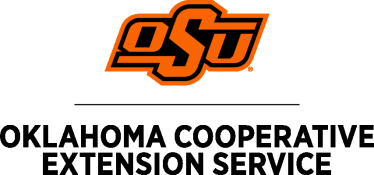 OSU®
OKLAHOMA COOPERATIVE
EXTENSION SERVICE